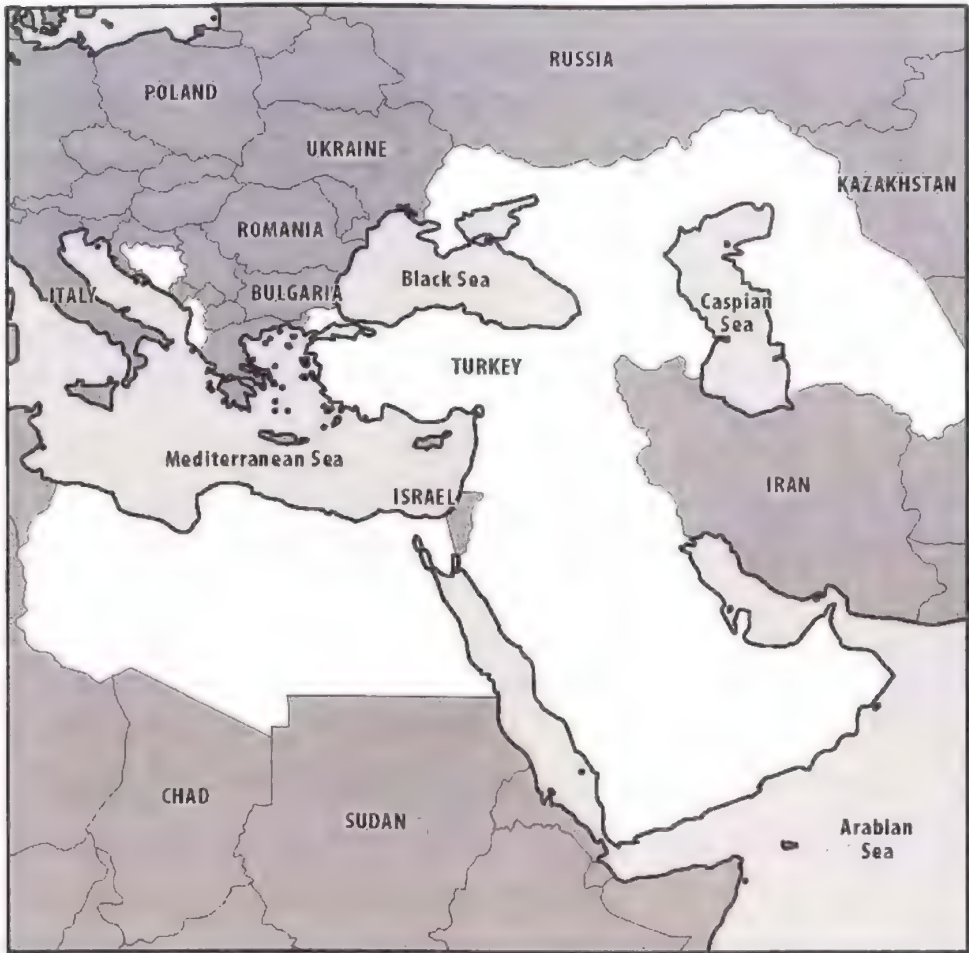 RUSSIA
POLAND
UKRAINE
KAZAKHSTAN
ROMANIA
Black Sea
ITALY
BULGARIA
Caspian
Sea
TURKEY
Mediterranean Sea
IRAN
ISRAEL
CHAD
SUDAN
Arabian
Sea